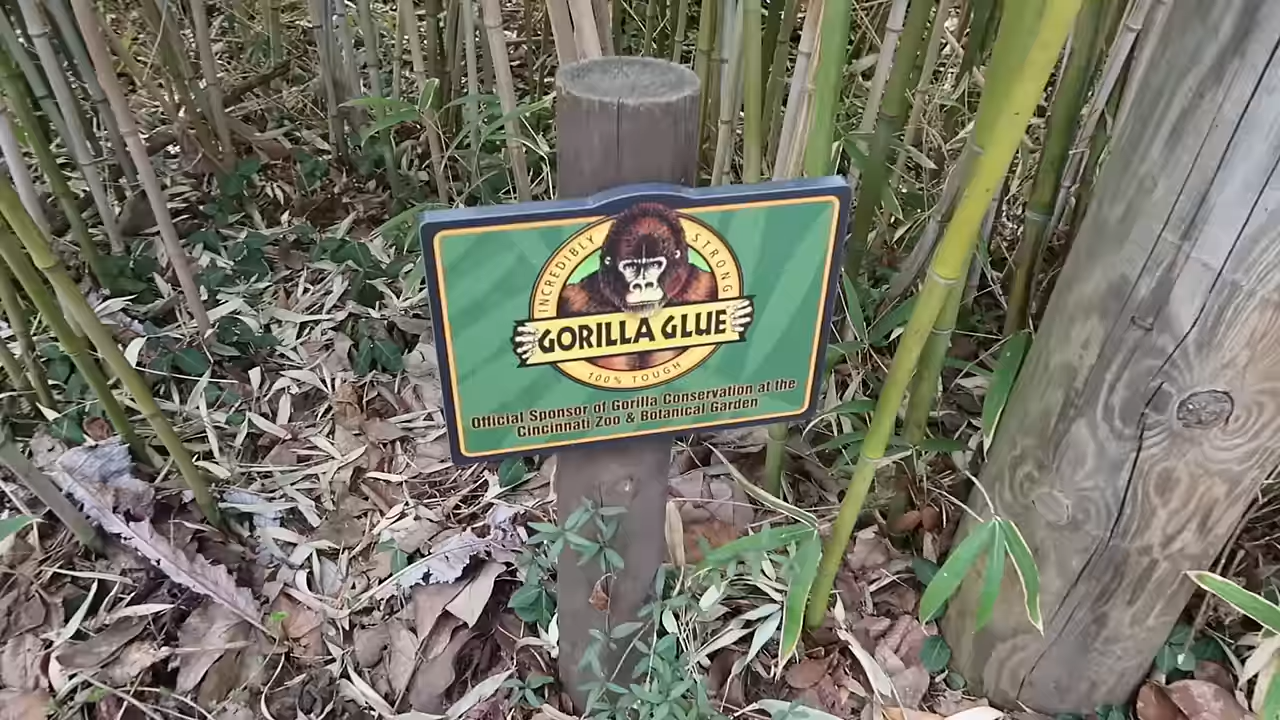 INCREDIBLY STRONG
GORILLA GLUE
100% TOUGH
Official Sponsor of Gorilla Conservation at the
Cincinnati Zoo & Botanical Garden